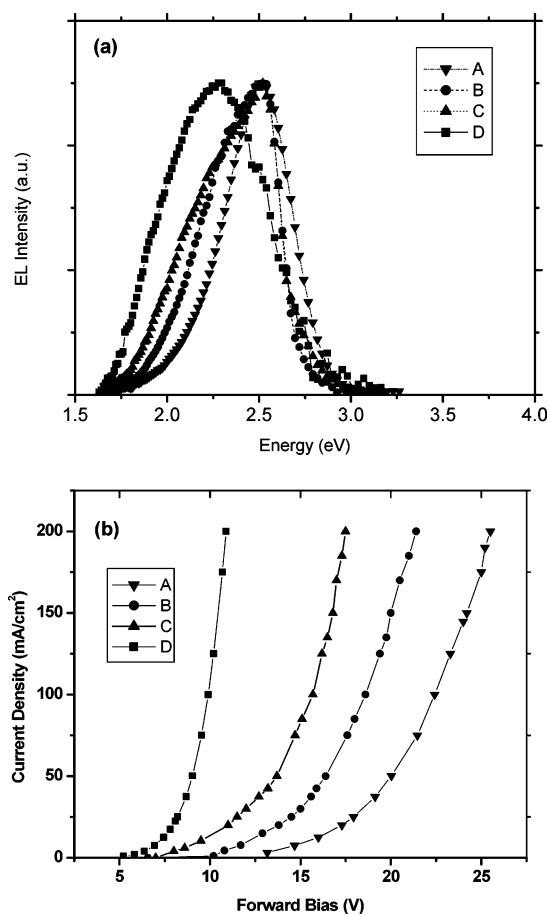 (a)
A
B
C
D
EL Intensity (a.u.)
1.5 2.0 2.5 3.0 3.5 4.0
Energy (eV)
(b)
A
B
C
D
Current Density (mA/cm²)
200
150
100
50
0
5 10 15 20 25
Forward Bias (V)